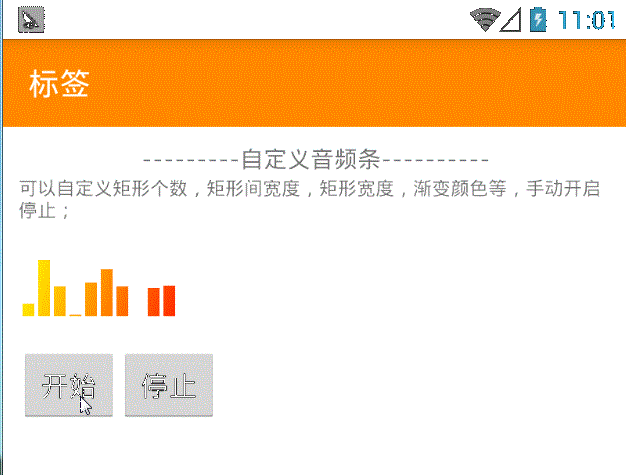 11:01
标签
---------自定义音频条----------
可以自定义矩形个数，矩形间宽度，矩形宽度，渐变颜色等，手动开启
停止；
开始 停止